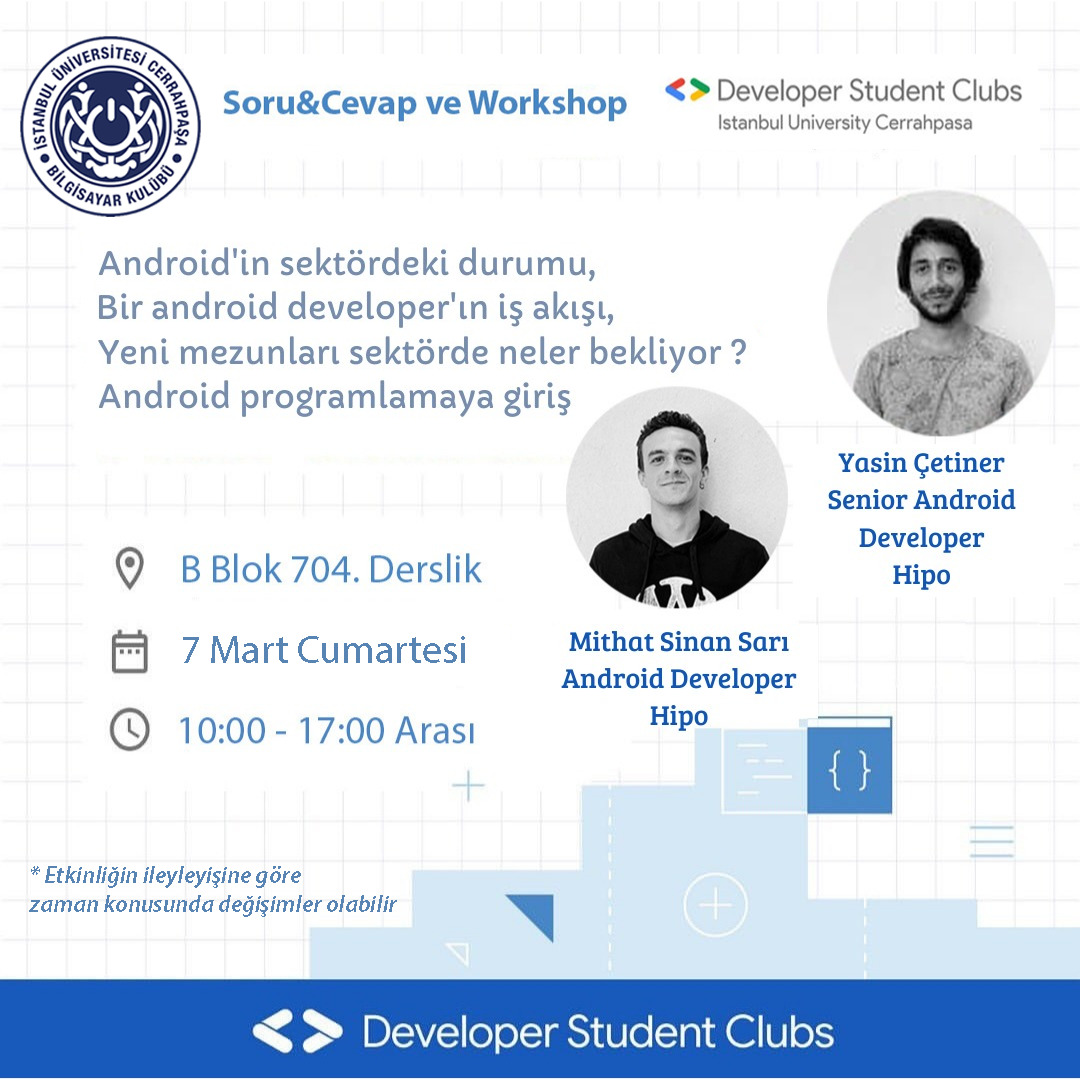 İSTANBUL ÜNİVERSİTESİ CERRAHPAŞA
BİLGİSAYAR KULÜBÜ
Soru&Cevap ve Workshop
Developer Student Clubs
Istanbul University Cerrahpasa
Android'in sektördeki durumu,
Bir android developer'ın iş akışı,
Yeni mezunları sektörde neler bekliyor ?
Android programlamaya giriş
Yasin Çetiner
Senior Android
Developer
Hipo
Mithat Sinan Sarı
Android Developer
Hipo
B Blok 704. Derslik
7 Mart Cumartesi
10:00 - 17:00 Arası
{ }
* Etkinliğin ileyleyişine göre
zaman konusunda değişimler olabilir
Developer Student Clubs